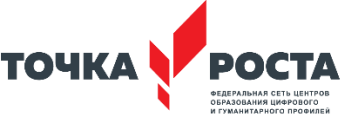 ТОЧКА РОСТА
ФЕДЕРАЛЬНАЯ СЕТЬ ЦЕНТРОВ
ОБРАЗОВАНИЯ ЦИФРОВОГО
И ГУМАНИТАРНОГО ПРОФИЛЕЙ